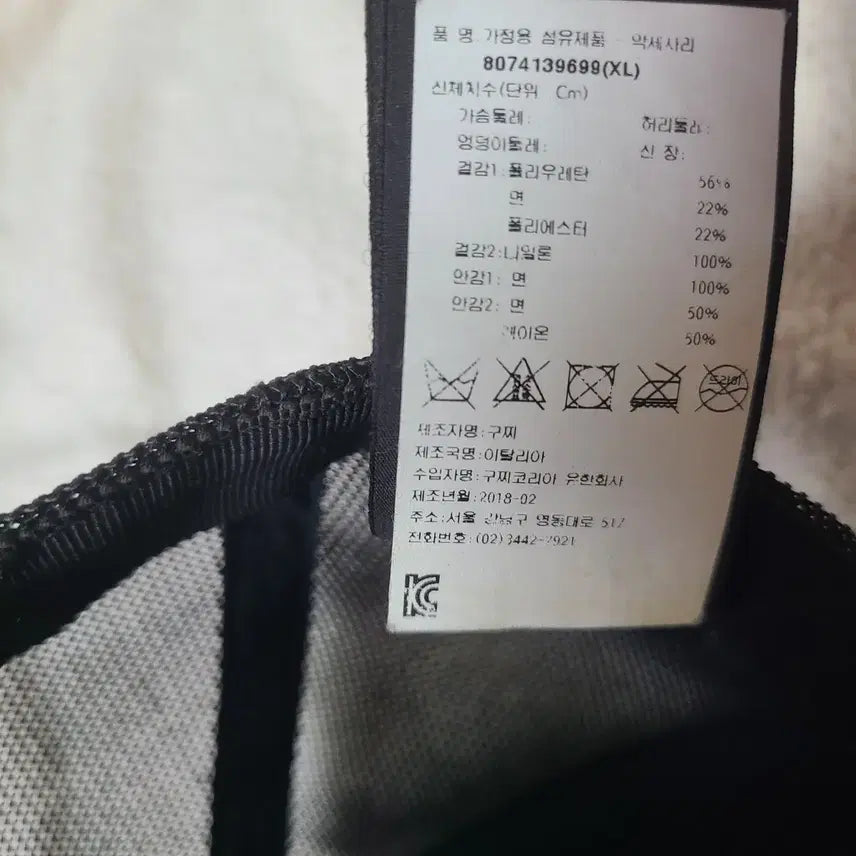 품 명 가정용 섬유제품 - 악세사리
8074139699(XL)
신체치수(단위 Cm)
가슴둘레: 허리둘레:
엉덩이둘레: 신 장:
겉감1: 폴리우레탄 56%
면 22%
폴리에스터 22%
겉감2:나일론 100%
안감1: 면 100%
안감2: 면 50%
레이온 50%
드라이
제조자명:구찌
제조국명:이탈리아
수입자명:구찌코리아 유한회사
제조년월:2018-02
주소:서울 강남구 영동대로 517
전화번호:(02)3442-7921